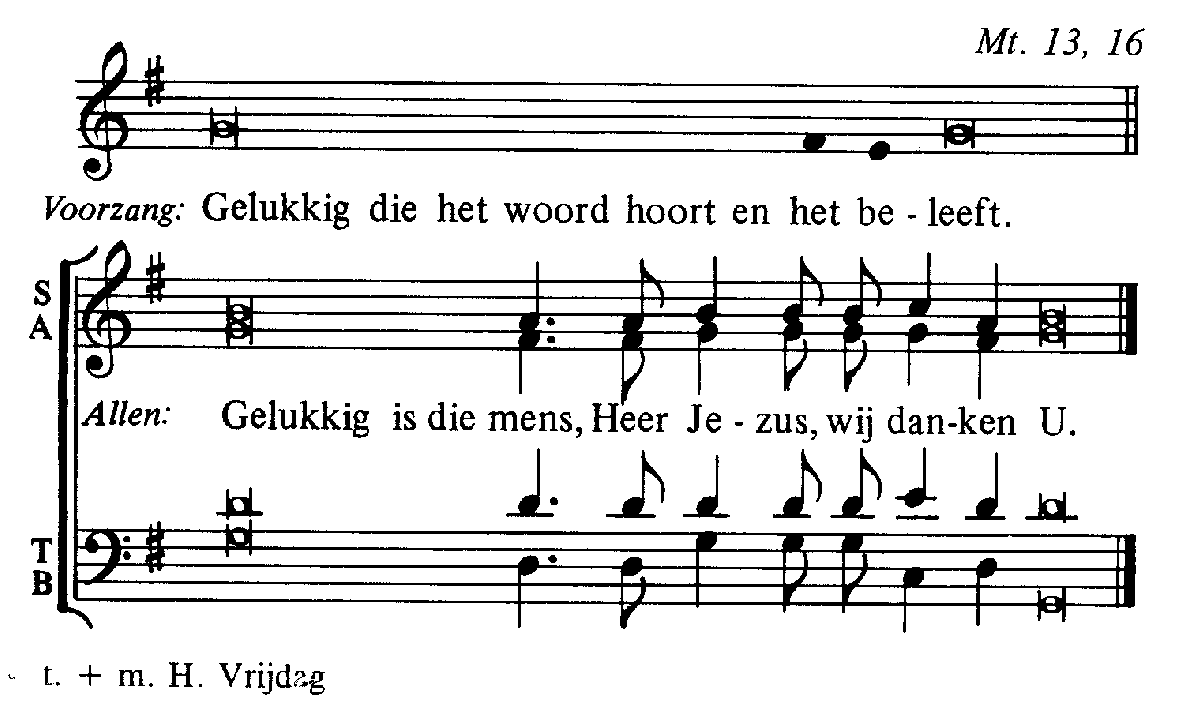 Mt. 13, 16
Voorzang: Gelukkig die het woord hoort en het be - leeft.
S
A
Allen: Gelukkig is die mens, Heer Je - zus, wij dan-ken U.
T
B
t. + m. H. Vrijdag